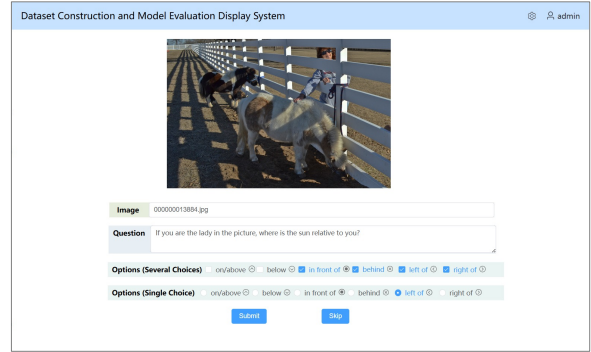 Dataset Construction and Model Evaluation Display System admin
Image 000000013884.jpg
Question If you are the lady in the picture, where is the sun relative to you?
Options (Several Choices) on/above below in front of behind left of right of
Options (Single Choice) on/above below in front of behind left of right of
Submit Skip